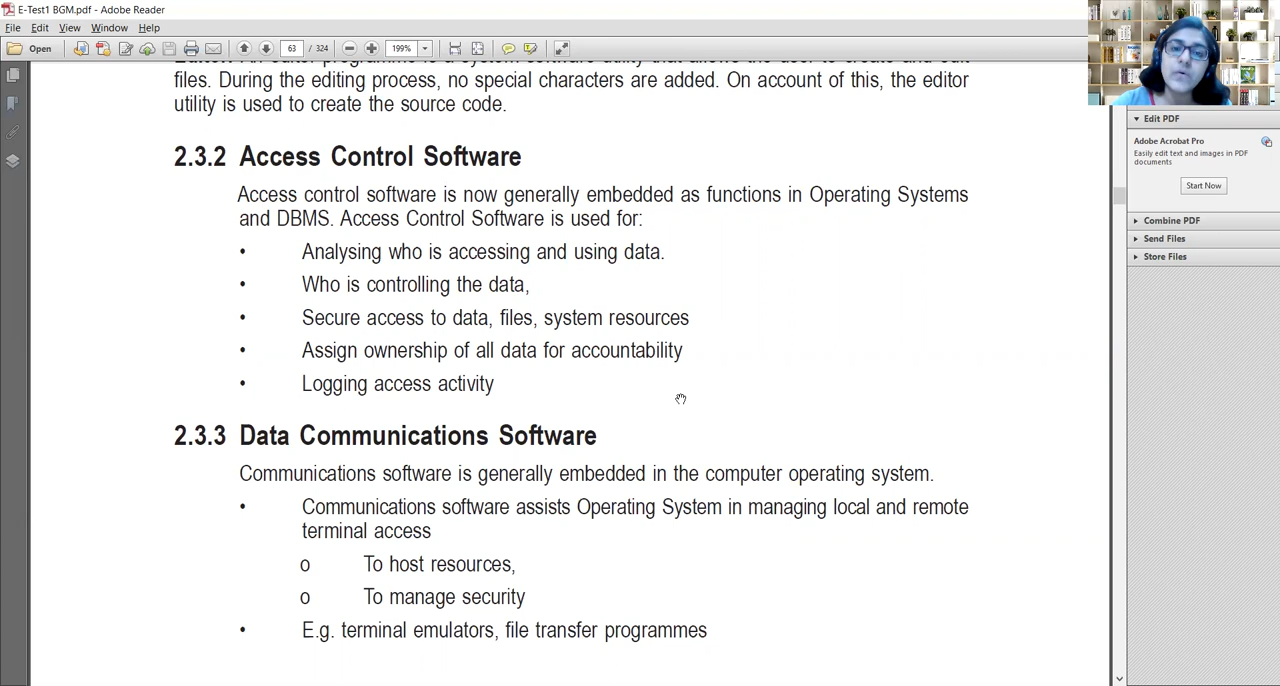 E-Test1 BGM.pdf - Adobe Reader
File Edit View Window Help
Open 63 / 324 199%
files. During the editing process, no special characters are added. On account of this, the editor
utility is used to create the source code.
2.3.2 Access Control Software
Access control software is now generally embedded as functions in Operating Systems
and DBMS. Access Control Software is used for:
• Analysing who is accessing and using data.
• Who is controlling the data,
• Secure access to data, files, system resources
• Assign ownership of all data for accountability
• Logging access activity
2.3.3 Data Communications Software
Communications software is generally embedded in the computer operating system.
• Communications software assists Operating System in managing local and remote
terminal access
o To host resources,
o To manage security
• E.g. terminal emulators, file transfer programmes
Edit PDF
Adobe Acrobat Pro
Easily edit text and images in PDF
documents
Start Now
Combine PDF
Send Files
Store Files